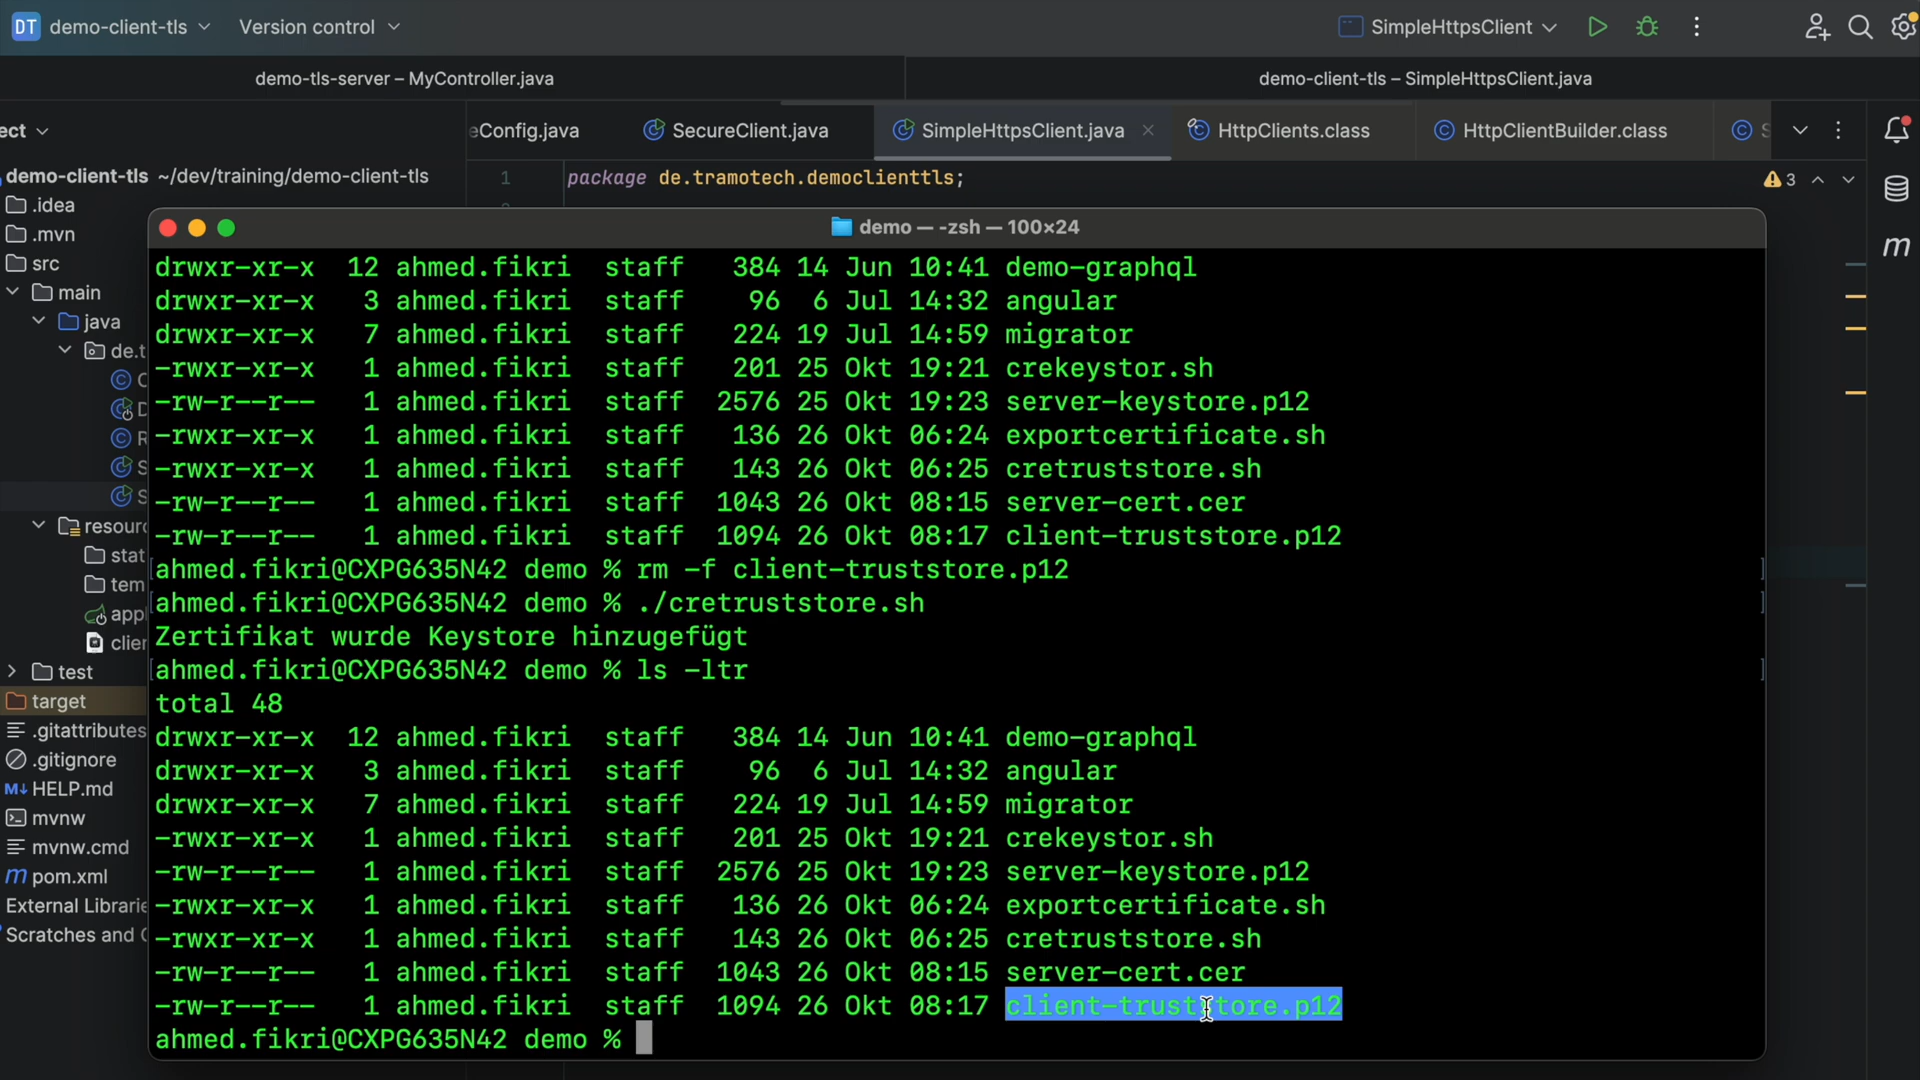 DT demo-client-tls Version control SimpleHttpsClient
demo-tls-server – MyController.java demo-client-tls – SimpleHttpsClient.java
ect eConfig.java SecureClient.java SimpleHttpsClient.java HttpClients.class HttpClientBuilder.class S
demo-client-tls ~/dev/training/demo-client-tls
1 package de.tramotech.democlienttls; 3
.idea
.mvn
src
main
java
de.t
C
D
R
S
S
resourc
stat
tem
appl
clien
test
target
.gitattributes
.gitignore
M↓ HELP.md
mvnw
mvnw.cmd
m pom.xml
External Librarie
Scratches and C
m
demo — -zsh — 100×24
drwxr-xr-x 12 ahmed.fikri staff 384 14 Jun 10:41 demo-graphql
drwxr-xr-x 3 ahmed.fikri staff 96 6 Jul 14:32 angular
drwxr-xr-x 7 ahmed.fikri staff 224 19 Jul 14:59 migrator
-rwxr-xr-x 1 ahmed.fikri staff 201 25 Okt 19:21 crekeystor.sh
-rw-r--r-- 1 ahmed.fikri staff 2576 25 Okt 19:23 server-keystore.p12
-rwxr-xr-x 1 ahmed.fikri staff 136 26 Okt 06:24 exportcertificate.sh
-rwxr-xr-x 1 ahmed.fikri staff 143 26 Okt 06:25 cretruststore.sh
-rw-r--r-- 1 ahmed.fikri staff 1043 26 Okt 08:15 server-cert.cer
-rw-r--r-- 1 ahmed.fikri staff 1094 26 Okt 08:17 client-truststore.p12
[ahmed.fikri@CXPG635N42 demo % rm -f client-truststore.p12 ]
[ahmed.fikri@CXPG635N42 demo % ./cretruststore.sh ]
Zertifikat wurde Keystore hinzugefügt
[ahmed.fikri@CXPG635N42 demo % ls -ltr ]
total 48
drwxr-xr-x 12 ahmed.fikri staff 384 14 Jun 10:41 demo-graphql
drwxr-xr-x 3 ahmed.fikri staff 96 6 Jul 14:32 angular
drwxr-xr-x 7 ahmed.fikri staff 224 19 Jul 14:59 migrator
-rwxr-xr-x 1 ahmed.fikri staff 201 25 Okt 19:21 crekeystor.sh
-rw-r--r-- 1 ahmed.fikri staff 2576 25 Okt 19:23 server-keystore.p12
-rwxr-xr-x 1 ahmed.fikri staff 136 26 Okt 06:24 exportcertificate.sh
-rwxr-xr-x 1 ahmed.fikri staff 143 26 Okt 06:25 cretruststore.sh
-rw-r--r-- 1 ahmed.fikri staff 1043 26 Okt 08:15 server-cert.cer
-rw-r--r-- 1 ahmed.fikri staff 1094 26 Okt 08:17 client-truststore.p12
ahmed.fikri@CXPG635N42 demo %